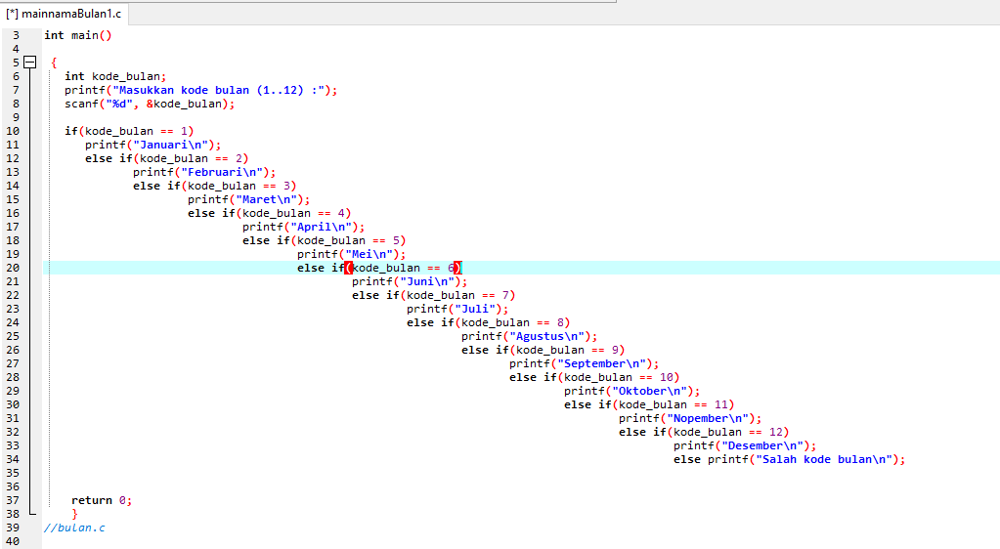 [*] mainnamaBulan1.c
3 int main()
4
5 {
6 int kode_bulan;
7 printf("Masukkan kode bulan (1..12) :");
8 scanf("%d", &kode_bulan);
9
10 if(kode_bulan == 1)
11 printf("Januari\n");
12 else if(kode_bulan == 2)
13 printf("Februari\n");
14 else if(kode_bulan == 3)
15 printf("Maret\n");
16 else if(kode_bulan == 4)
17 printf("April\n");
18 else if(kode_bulan == 5)
19 printf("Mei\n");
20 else if(kode_bulan == 6)
21 printf("Juni\n");
22 else if(kode_bulan == 7)
23 printf("Juli");
24 else if(kode_bulan == 8)
25 printf("Agustus\n");
26 else if(kode_bulan == 9)
27 printf("September\n");
28 else if(kode_bulan == 10)
29 printf("Oktober\n");
30 else if(kode_bulan == 11)
31 printf("Nopember\n");
32 else if(kode_bulan == 12)
33 printf("Desember\n");
34 else printf("Salah kode bulan\n");
35
36
37 return 0;
38 }
39 //bulan.c
40